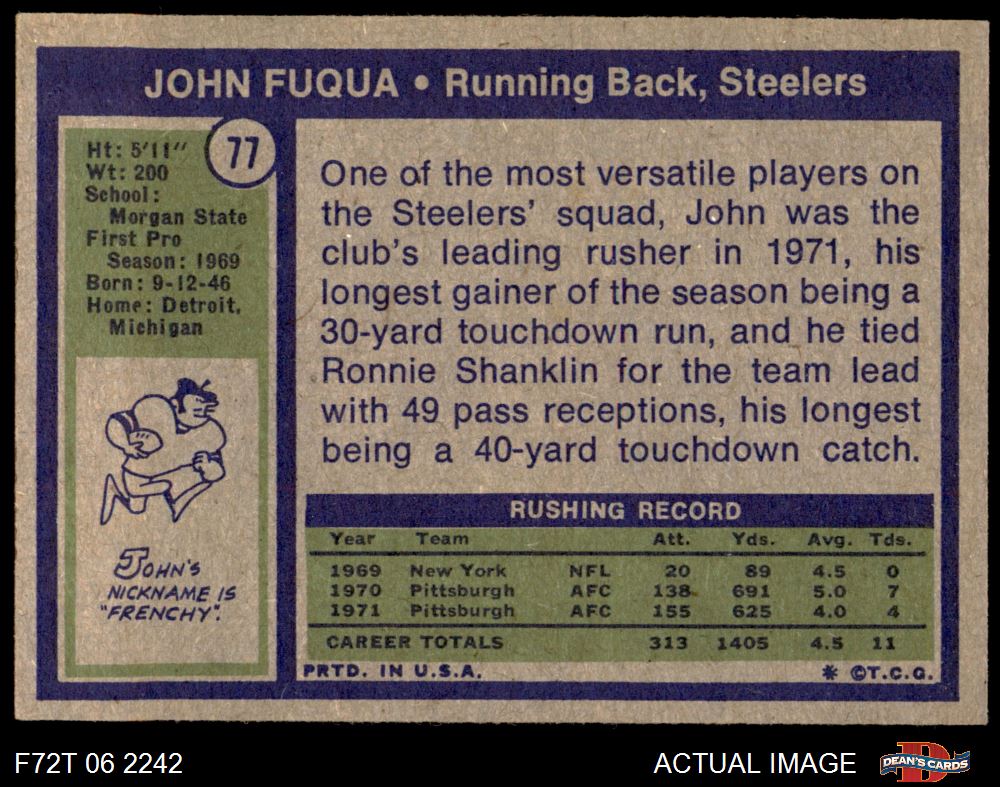 JOHN FUQUA • Running Back, Steelers
77
Ht: 5'11"
Wt: 200
School:
Morgan State
First Pro
Season: 1969
Born: 9-12-46
Home: Detroit,
Michigan
JOHN'S
NICKNAME IS
"FRENCHY".
One of the most versatile players on
the Steelers' squad, John was the
club's leading rusher in 1971, his
longest gainer of the season being a
30-yard touchdown run, and he tied
Ronnie Shanklin for the team lead
with 49 pass receptions, his longest
being a 40-yard touchdown catch.
RUSHING RECORD
Year Team Att. Yds. Avg. Tds.
1969 New York NFL 20 89 4.5 0
1970 Pittsburgh AFC 138 691 5.0 7
1971 Pittsburgh AFC 155 625 4.0 4
CAREER TOTALS 313 1405 4.5 11
PRTD. IN U.S.A. * ©T.C.G.
F72T 06 2242 ACTUAL IMAGE D DEAN'S CARDS